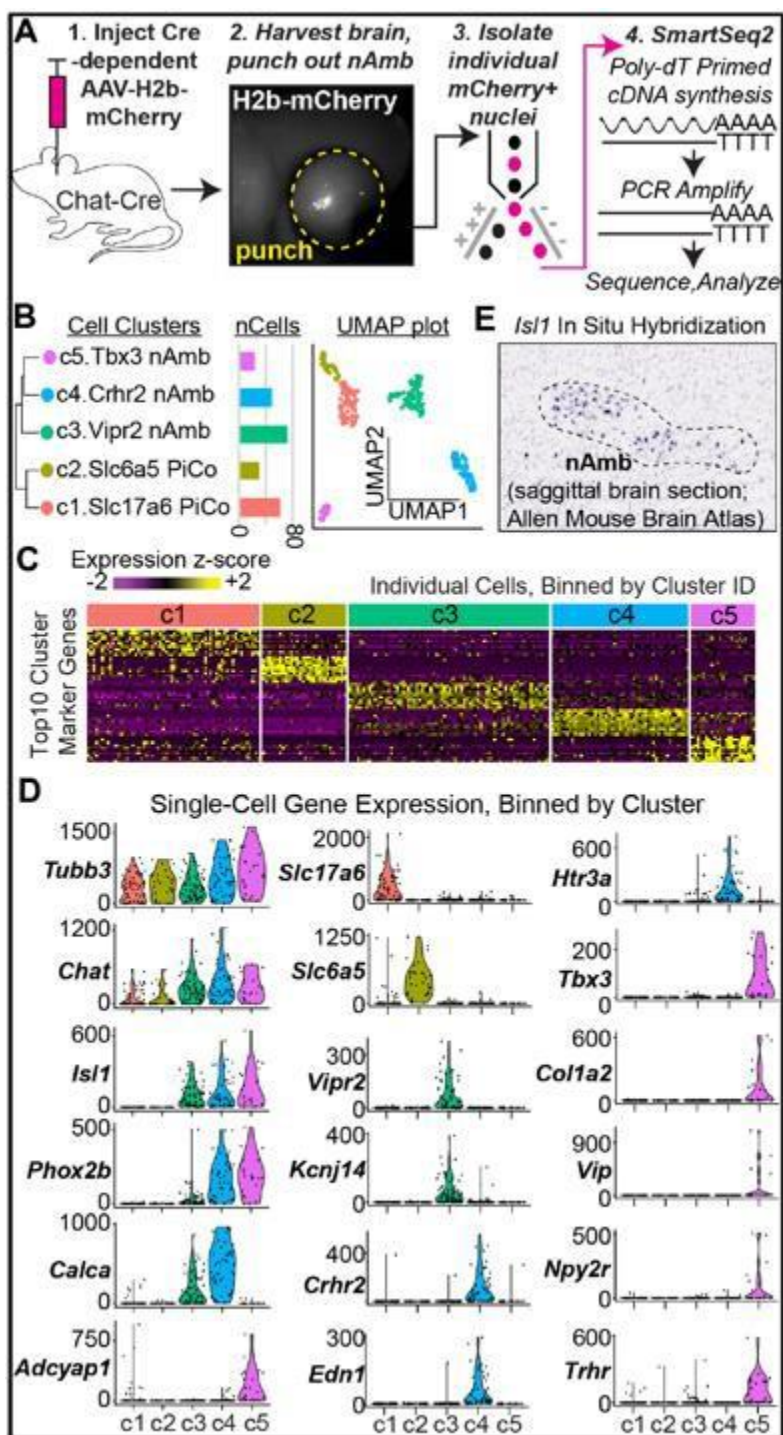 A
1. Inject Cre
-dependent
AAV-H2b-
mCherry
Chat-Cre
2. Harvest brain,
punch out nAmb
H2b-mCherry
punch
3. Isolate
individual
mCherry+
nuclei
+++
- - -
4. SmartSeq2
Poly-dT Primed
cDNA synthesis
AAAA
TTTT
PCR Amplify
AAAA
TTTT
Sequence,Analyze
B
Cell Clusters
nCells
UMAP plot
c5.Tbx3 nAmb
c4.Crhr2 nAmb
c3.Vipr2 nAmb
c2.Slc6a5 PiCo
c1.Slc17a6 PiCo
0
80
UMAP2
UMAP1
E
Isl1 In Situ Hybridization
nAmb
(saggittal brain section;
Allen Mouse Brain Atlas)
C
Expression z-score
-2
+2
Individual Cells, Binned by Cluster ID
Top10 Cluster
Marker Genes
c1 c2 c3 c4 c5
D
Single-Cell Gene Expression, Binned by Cluster
1500
Tubb3
0
2000
Slc17a6
0
600
Htr3a
0
1200
Chat
0
1250
Slc6a5
0
200
Tbx3
0
600
Isl1
0
300
Vipr2
0
600
Col1a2
0
500
Phox2b
0
400
Kcnj14
0
900
Vip
0
1000
Calca
0
400
Crhr2
0
500
Npy2r
0
750
Adcyap1
0
300
Edn1
0
600
Trhr
0
c1 c2 c3 c4 c5
c1 c2 c3 c4 c5
c1 c2 c3 c4 c5